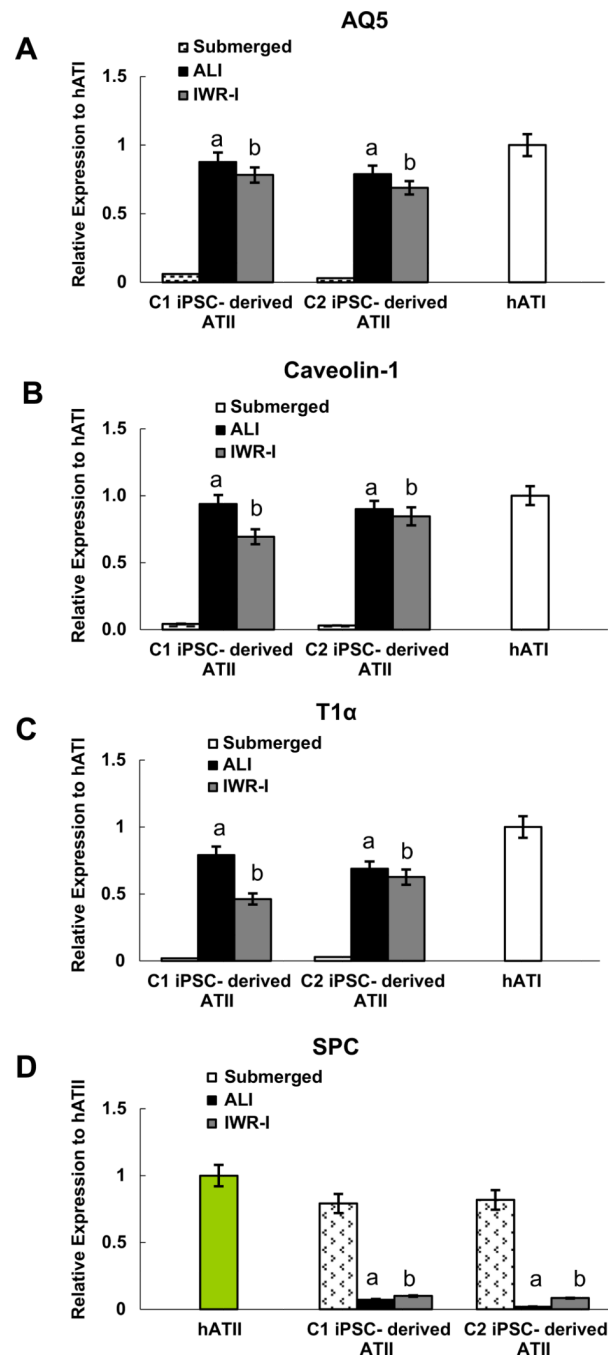 A
AQ5
Submerged
ALI
IWR-I
Relative Expression to hATI
1.5
1
0.5
0
a
b
a
b
C1 iPSC- derived
ATII
C2 iPSC- derived
ATII
hATI
B
Caveolin-1
Submerged
ALI
IWR-I
Relative Expression to hATI
1.5
1.0
0.5
0.0
a
b
a
b
C1 iPSC- derived
ATII
C2 iPSC- derived
ATII
hATI
C
T1α
Submerged
ALI
IWR-I
Relative Expression to hATI
1.5
1
0.5
0
a
b
a
b
C1 iPSC- derived
ATII
C2 iPSC- derived
ATII
hATI
D
SPC
Submerged
ALI
IWR-I
Relative Expression to hATII
1.5
1
0.5
0
a
b
a
b
hATII
C1 iPSC- derived
ATII
C2 iPSC- derived
ATII